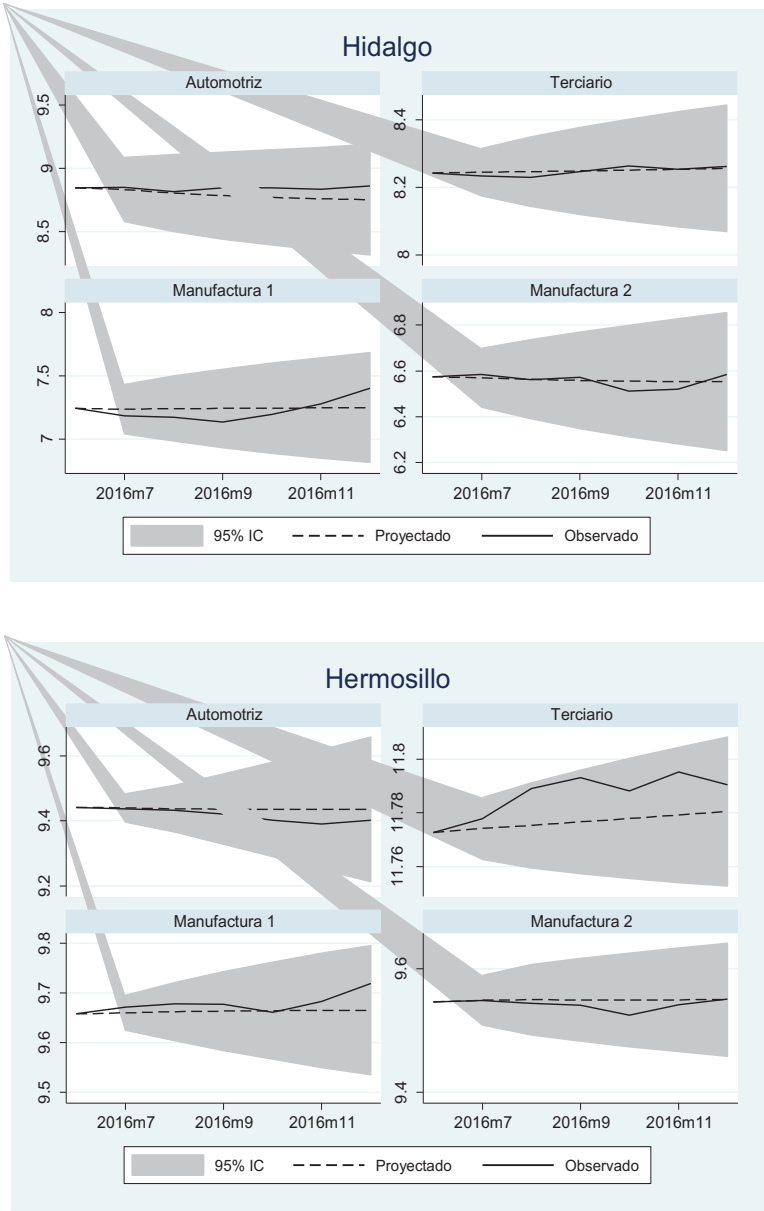 Hidalgo
Automotriz
Terciario
9.5
9
8.5
8.4
8.2
8
Manufactura 1
Manufactura 2
8
7.5
7
6.8
6.6
6.4
6.2
2016m7 2016m9 2016m11
2016m7 2016m9 2016m11
95% IC Proyectado Observado
Hermosillo
Automotriz
Terciario
9.6
9.4
9.2
11.8
11.78
11.76
Manufactura 1
Manufactura 2
9.8
9.7
9.6
9.5
9.6
9.4
2016m7 2016m9 2016m11
2016m7 2016m9 2016m11
95% IC Proyectado Observado